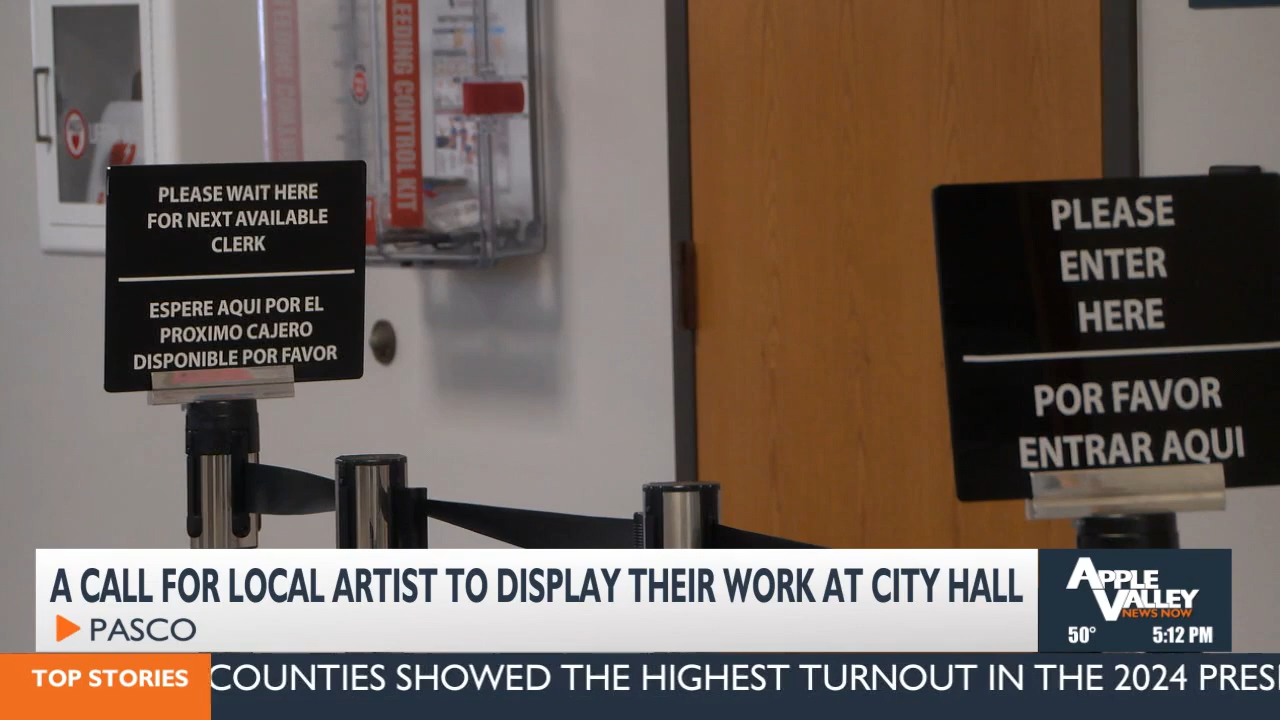 BLEEDING CONTROL KIT
PLEASE WAIT HERE
FOR NEXT AVAILABLE
CLERK
ESPERE AQUI POR EL
PROXIMO CAJERO
DISPONIBLE POR FAVOR
PLEASE
ENTER
HERE
POR FAVOR
ENTRAR AQUI
A CALL FOR LOCAL ARTIST TO DISPLAY THEIR WORK AT CITY HALL
PASCO
APPLE
VALLEY
NEWS NOW
50° 5:12 PM
TOP STORIES COUNTIES SHOWED THE HIGHEST TURNOUT IN THE 2024 PRES